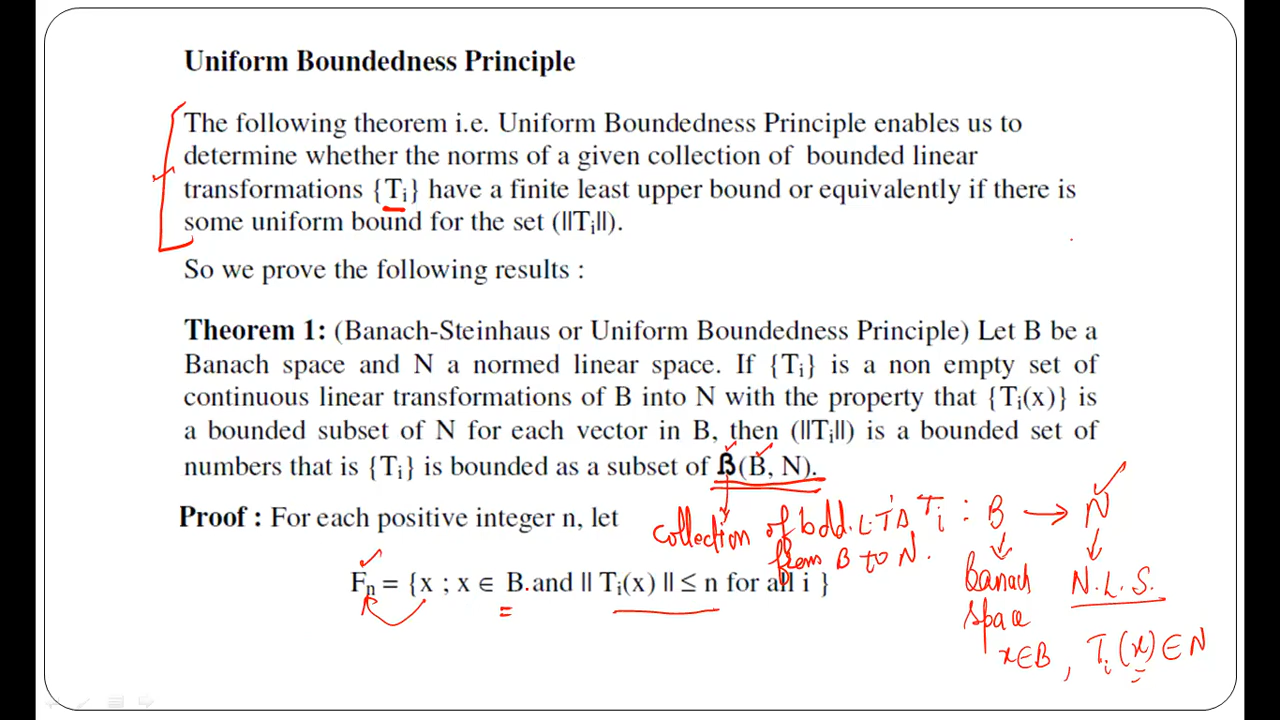 Uniform Boundedness Principle
The following theorem i.e. Uniform Boundedness Principle enables us to
determine whether the norms of a given collection of bounded linear
transformations {Tᵢ} have a finite least upper bound or equivalently if there is
some uniform bound for the set (||Tᵢ||).
So we prove the following results :
Theorem 1: (Banach-Steinhaus or Uniform Boundedness Principle) Let B be a
Banach space and N a normed linear space. If {Tᵢ} is a non empty set of
continuous linear transformations of B into N with the property that {Tᵢ(x)} is
a bounded subset of N for each vector in B, then (||Tᵢ||) is a bounded set of
numbers that is {Tᵢ} is bounded as a subset of ß(B, N).
Proof : For each positive integer n, let
Fₙ = {x ; x ∈ B.and || Tᵢ(x) || ≤ n for all i }
collection of bdd. L.T.s
from B to N.
Tᵢ : B → N
Banach
space
N.L.S.
x∈B, Tᵢ(x)∈N